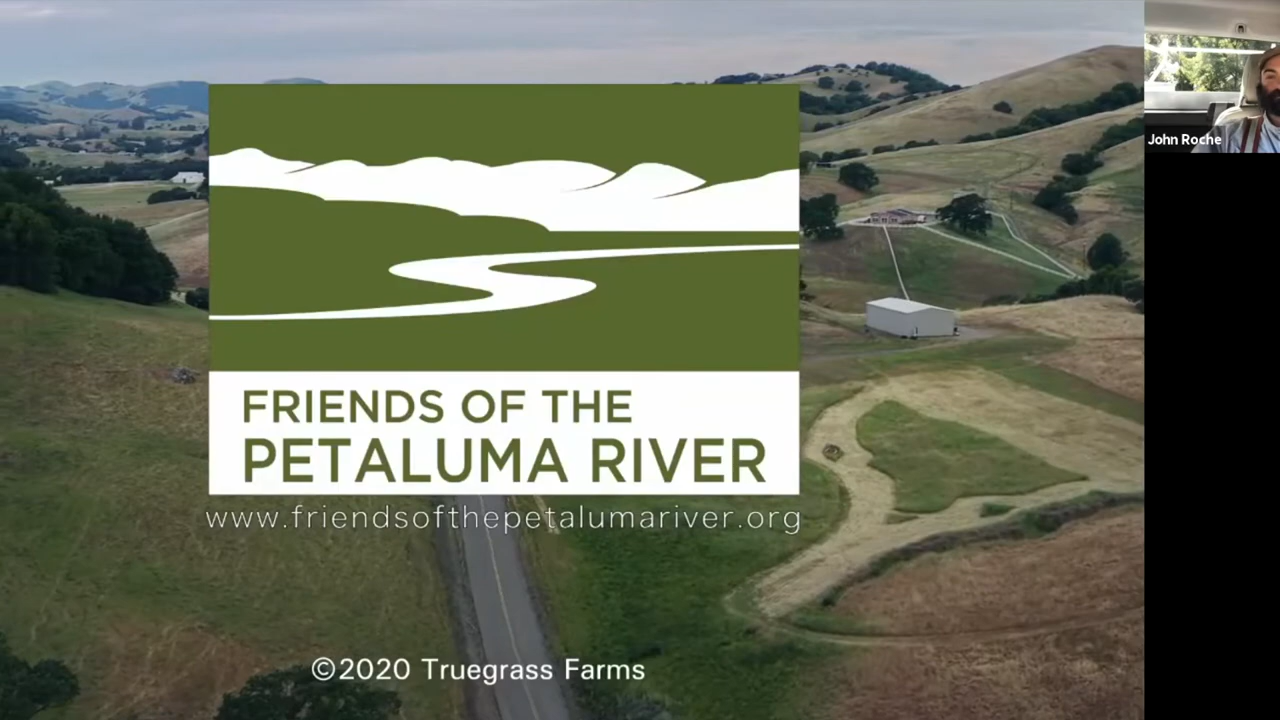 FRIENDS OF THE
PETALUMA RIVER
www.friendsofthepetalumariver.org
©2020 Truegrass Farms
John Roche